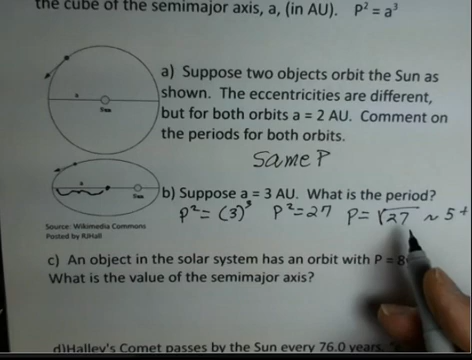 the cube of the semimajor axis, a, (in AU). P² = a³
a) Suppose two objects orbit the Sun as
shown. The eccentricities are different,
but for both orbits a = 2 AU. Comment on
the periods for both orbits.
a
Sun
Same P
a
Sun
b) Suppose a = 3 AU. What is the period?
P² = (3)³ P² = 27 P = √27 ~ 5+
Source: Wikimedia Commons
Posted by RJHall
c) An object in the solar system has an orbit with P = 8
What is the value of the semimajor axis?
d)Halley's Comet passes by the Sun every 76.0 years.